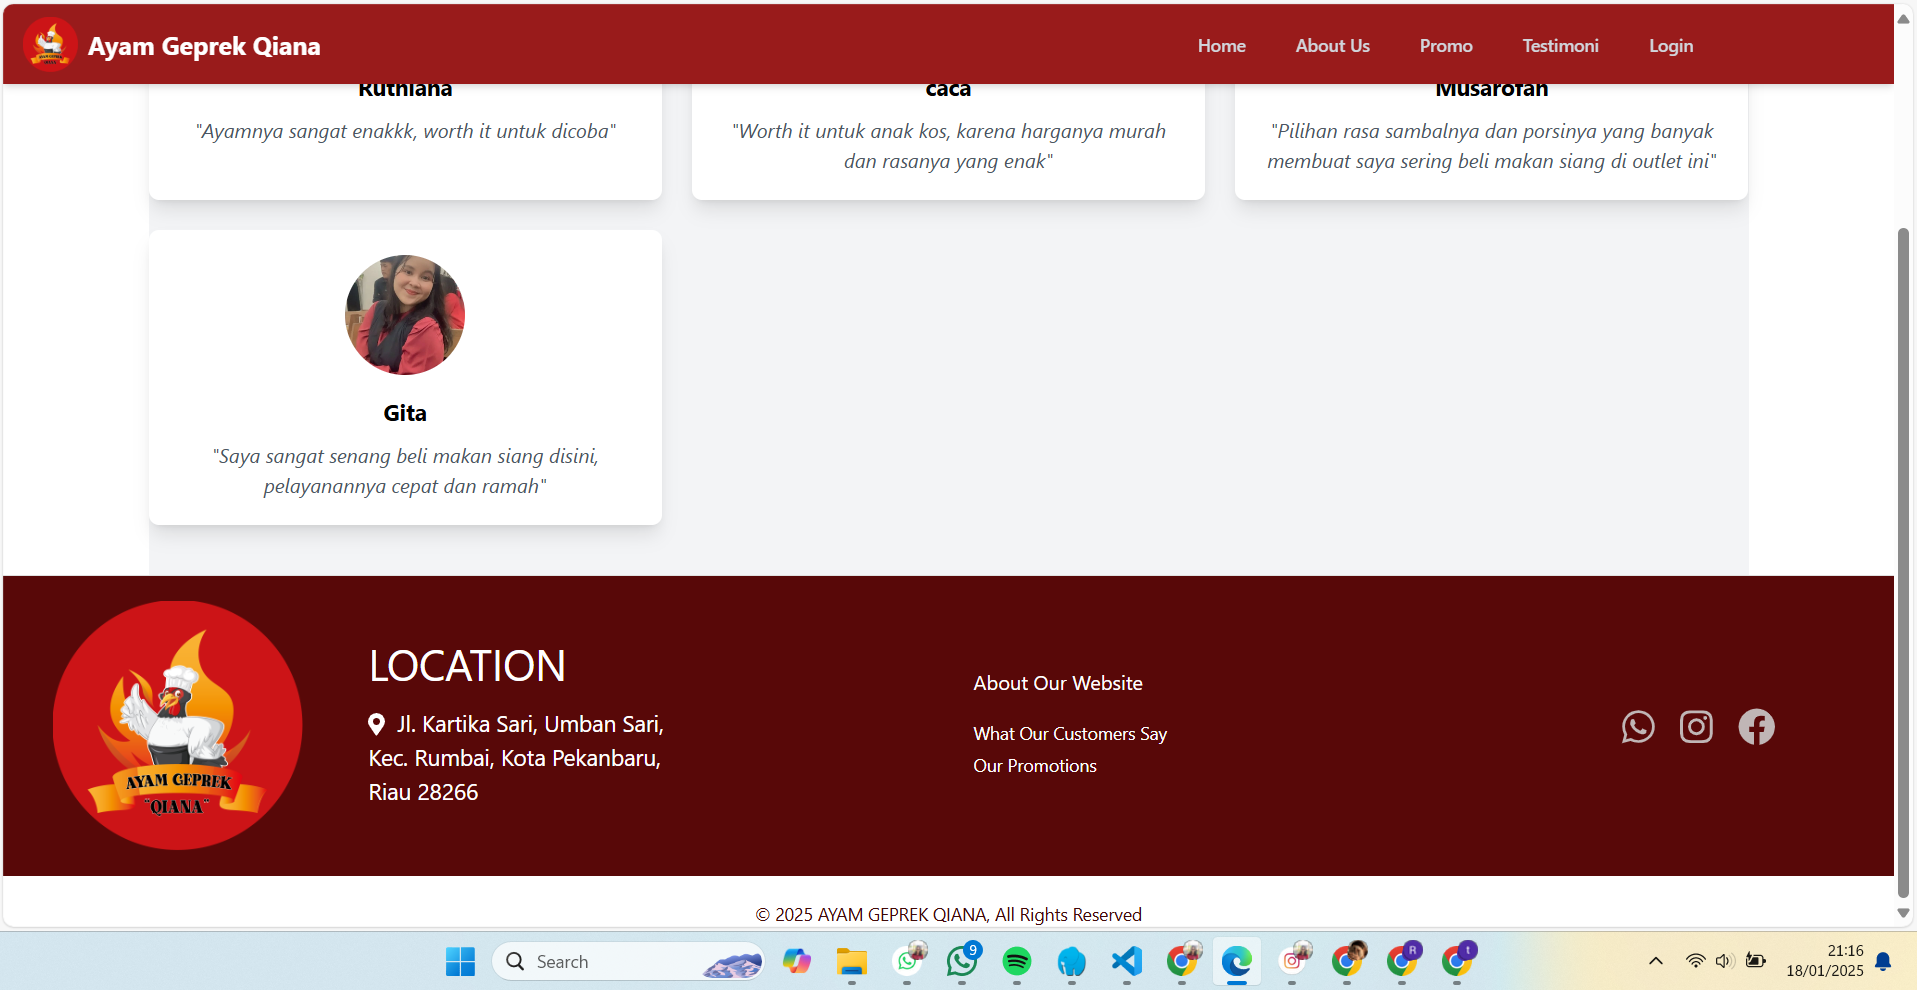 Ayam Geprek Qiana
Home
About Us
Promo
Testimoni
Login
Ruthiana
caca
Musarofah
"Ayamnya sangat enakkk, worth it untuk dicoba"
"Worth it untuk anak kos, karena harganya murah
dan rasanya yang enak"
"Pilihan rasa sambalnya dan porsinya yang banyak
membuat saya sering beli makan siang di outlet ini"
Gita
"Saya sangat senang beli makan siang disini,
pelayanannya cepat dan ramah"
AYAM GEPREK
"QIANA"
LOCATION
Jl. Kartika Sari, Umban Sari,
Kec. Rumbai, Kota Pekanbaru,
Riau 28266
About Our Website
What Our Customers Say
Our Promotions
© 2025 AYAM GEPREK QIANA, All Rights Reserved
Search
9
R
t
21:16
18/01/2025